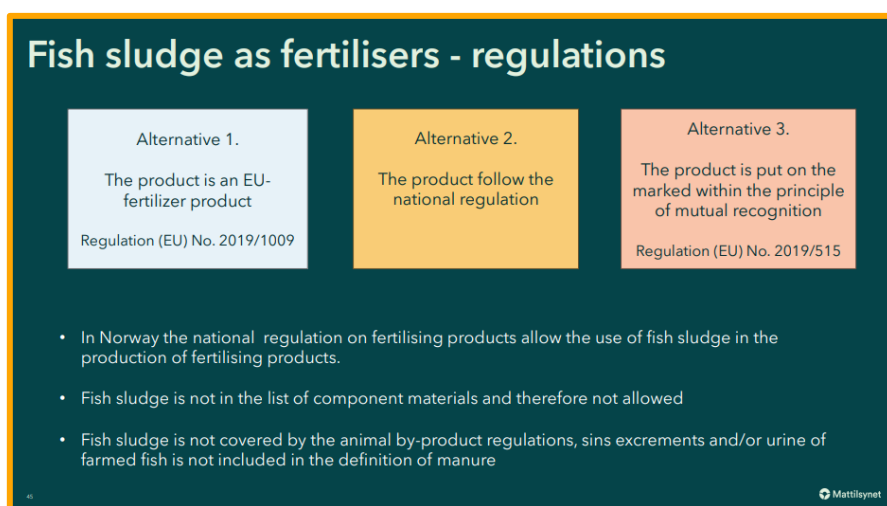 Fish sludge as fertilisers - regulations
Alternative 1.
The product is an EU-
fertilizer product
Regulation (EU) No. 2019/1009
Alternative 2.
The product follow the
national regulation
Alternative 3.
The product is put on the
marked within the principle
of mutual recognition
Regulation (EU) No. 2019/515
• In Norway the national regulation on fertilising products allow the use of fish sludge in the
production of fertilising products.
• Fish sludge is not in the list of component materials and therefore not allowed
• Fish sludge is not covered by the animal by-product regulations, sins excrements and/or urine of
farmed fish is not included in the definition of manure
45
Mattilsynet